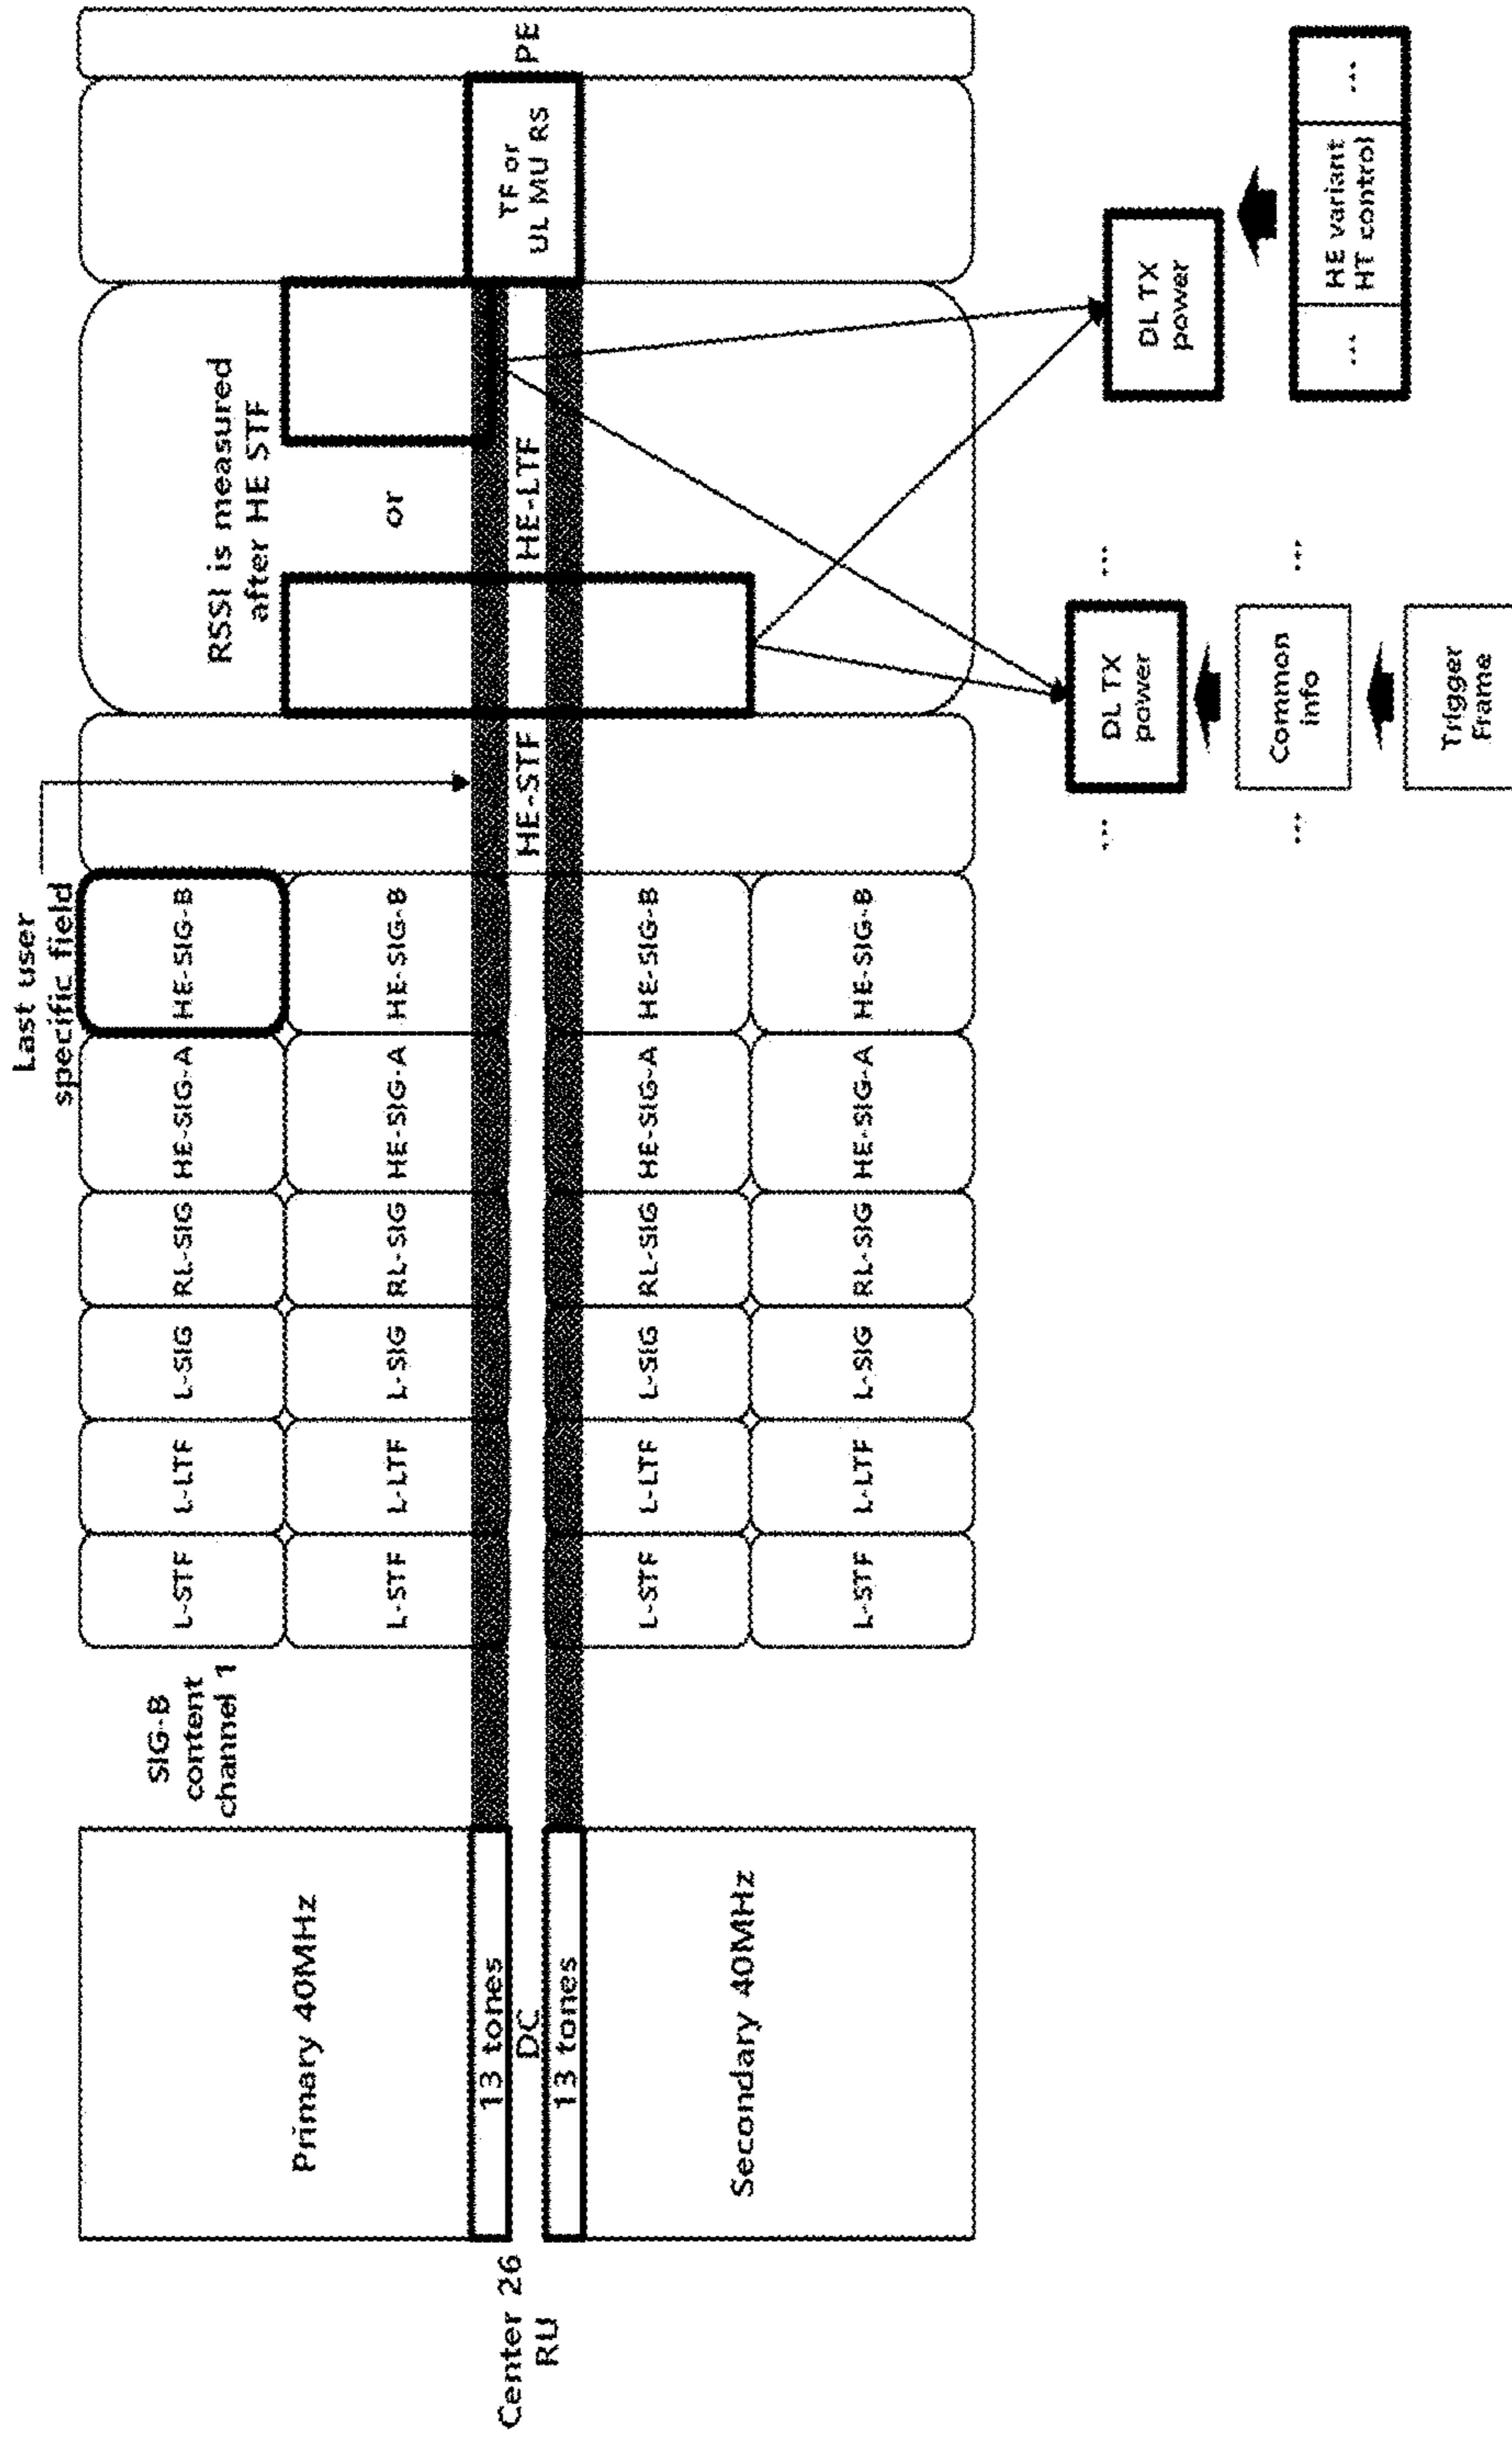 Last user
specific field
SIG-B
content
channel 1
L-STF
L-LTF
L-SIG
RL-SIG
HE-SIG-A
HE-SIG-B
RSSI is measured
after HE STF
Primary 40MHz
L-STF
L-LTF
L-SIG
RL-SIG
HE-SIG-A
HE-SIG-B
or
Center 26
RU
13 tones
DC
13 tones
HE-STF
HE-LTF
TF or
UL MU RS
PE
Secondary 40MHz
L-STF
L-LTF
L-SIG
RL-SIG
HE-SIG-A
HE-SIG-B
L-STF
L-LTF
L-SIG
RL-SIG
HE-SIG-A
HE-SIG-B
...
DL TX
power
...
DL TX
power
...
Common
info
...
...
HE variant
HT control
...
Trigger
Frame